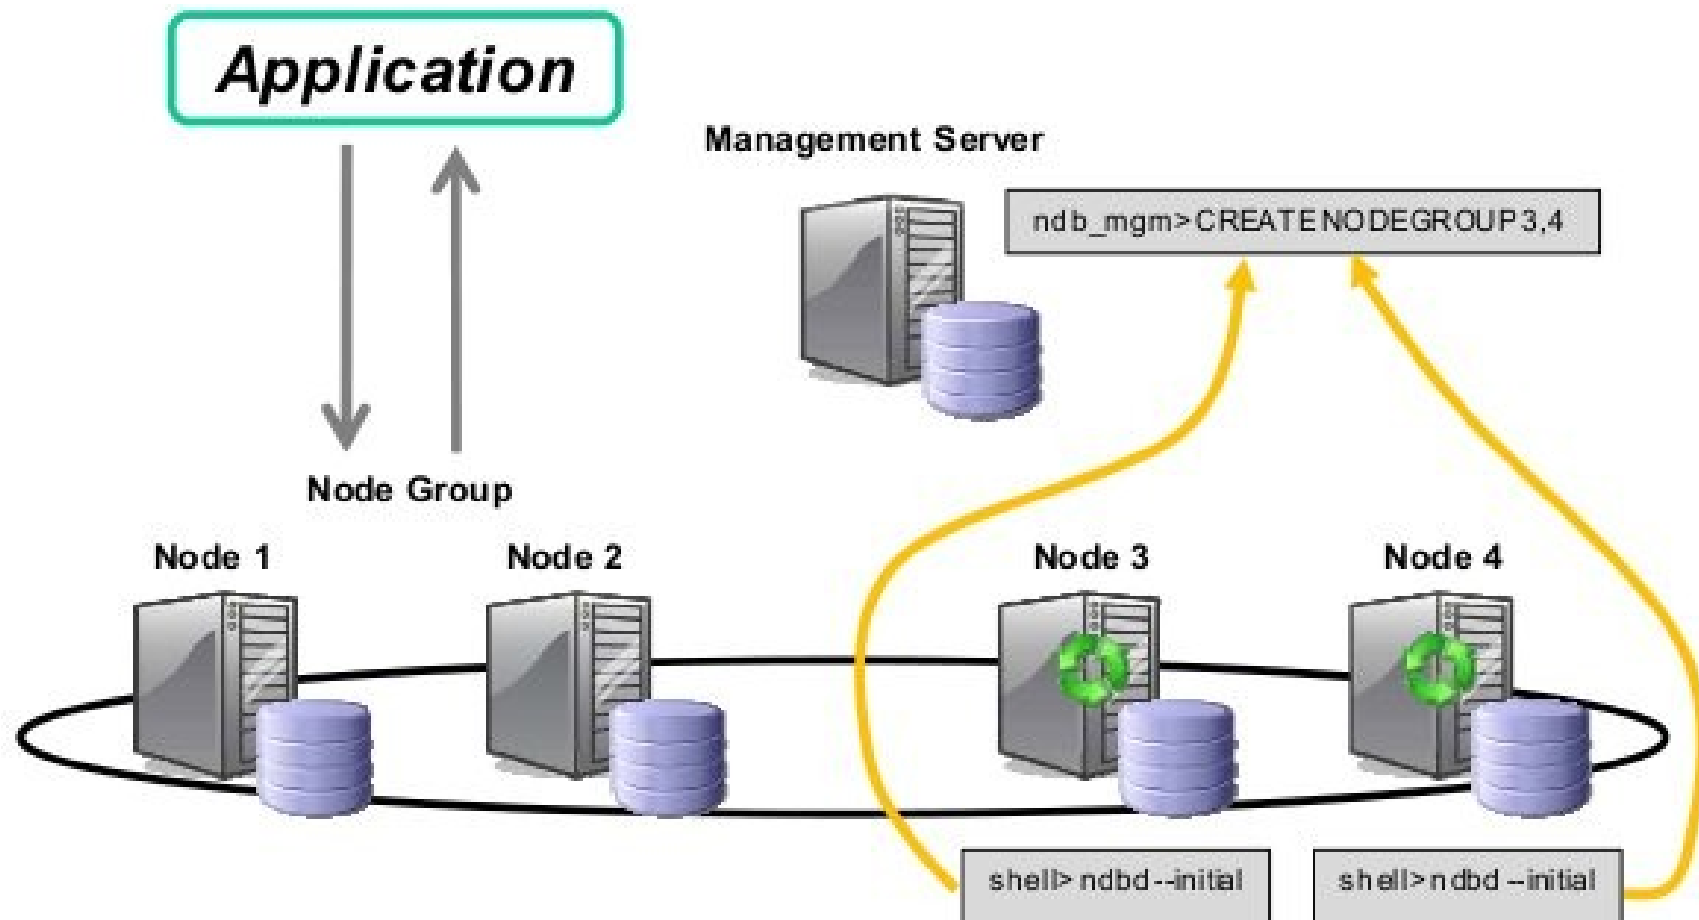 Application
Management Server
ndb_mgm>CREATE NODEGROUP 3,4
Node Group
Node 1
Node 2
Node 3
Node 4
shell> ndbd --initial
shell> ndbd --initial